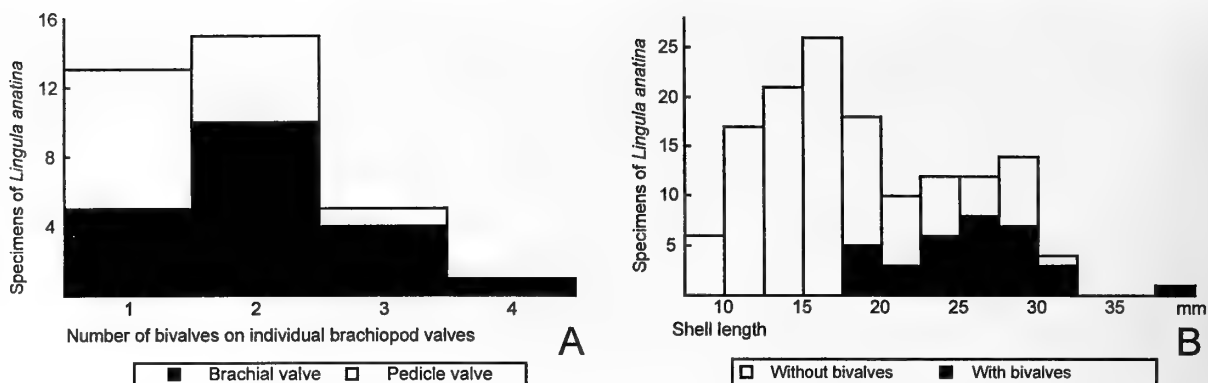 Specimens of Lingula anatina
16
12
8
4
1 2 3 4
Number of bivalves on individual brachiopod valves
A
Brachial valve Pedicle valve
Specimens of Lingula anatina
25
20
15
10
5
10 15 20 25 30 35 mm
Shell length
B
Without bivalves With bivalves